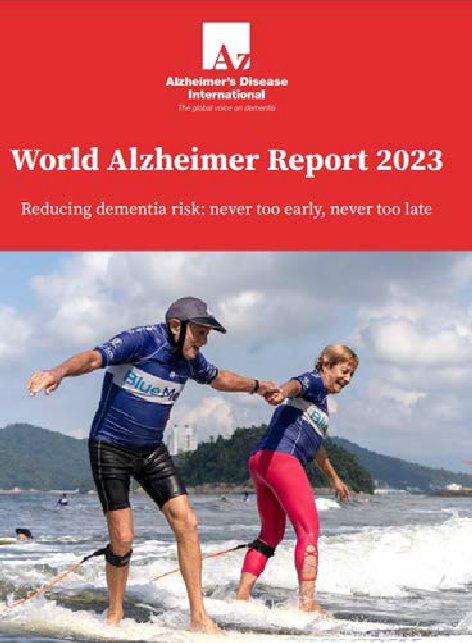 Az
Alzheimer's Disease
International
The global voice on dementia
World Alzheimer Report 2023
Reducing dementia risk: never too early, never too late